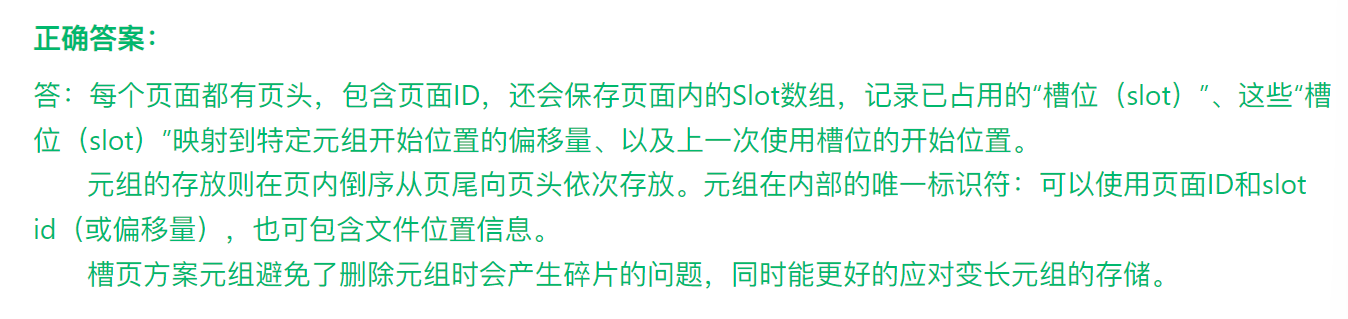 正确答案：
答：每个页面都有页头，包含页面ID，还会保存页面内的Slot数组，记录已占用的“槽位（slot）”、这些“槽
位（slot）”映射到特定元组开始位置的偏移量、以及上一次使用槽位的开始位置。
元组的存放则在页内倒序从页尾向页头依次存放。元组在内部的唯一标识符：可以使用页面ID和slot
id（或偏移量），也可包含文件位置信息。
槽页方案元组避免了删除元组时会产生碎片的问题，同时能更好的应对变长元组的存储。